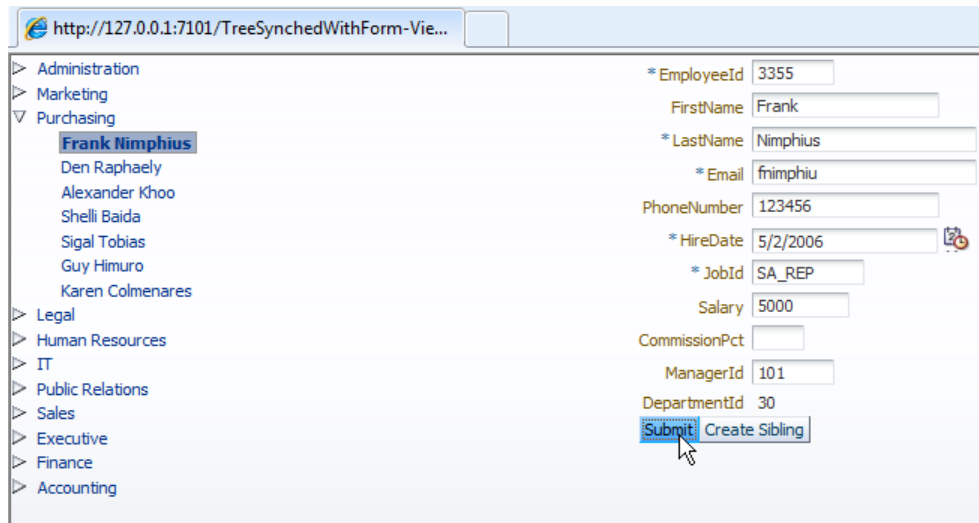 http://127.0.0.1:7101/TreeSynchedWithForm-Vie...
Administration
Marketing
Purchasing
Frank Nimphius
Den Raphaely
Alexander Khoo
Shelli Baida
Sigal Tobias
Guy Himuro
Karen Colmenares
Legal
Human Resources
IT
Public Relations
Sales
Executive
Finance
Accounting
* EmployeeId 3355
FirstName Frank
* LastName Nimphius
* Email fnimphiu
PhoneNumber 123456
* HireDate 5/2/2006
* JobId SA_REP
Salary 5000
CommissionPct
ManagerId 101
DepartmentId 30
Submit Create Sibling